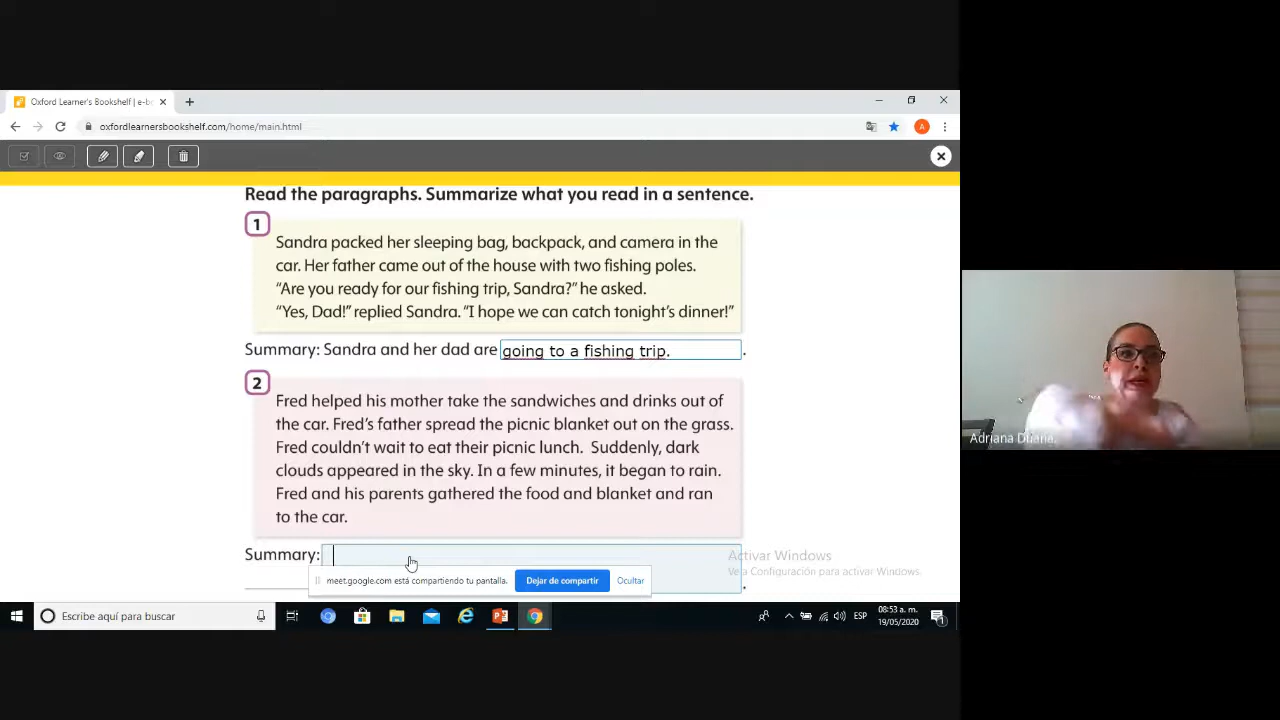 Oxford Learner's Bookshelf | e-b
oxfordlearnersbookshelf.com/home/main.html
A
Read the paragraphs. Summarize what you read in a sentence.
1
Sandra packed her sleeping bag, backpack, and camera in the
car. Her father came out of the house with two fishing poles.
“Are you ready for our fishing trip, Sandra?” he asked.
“Yes, Dad!” replied Sandra. “I hope we can catch tonight’s dinner!”
Summary: Sandra and her dad are going to a fishing trip. .
2
Fred helped his mother take the sandwiches and drinks out of
the car. Fred’s father spread the picnic blanket out on the grass.
Fred couldn’t wait to eat their picnic lunch. Suddenly, dark
clouds appeared in the sky. In a few minutes, it began to rain.
Fred and his parents gathered the food and blanket and ran
to the car.
Summary:
.
Activar Windows
Ve a Configuración para activar Windows.
meet.google.com está compartiendo tu pantalla. Dejar de compartir Ocultar
Escribe aquí para buscar
ESP
08:53 a. m.
19/05/2020
1
Adriana